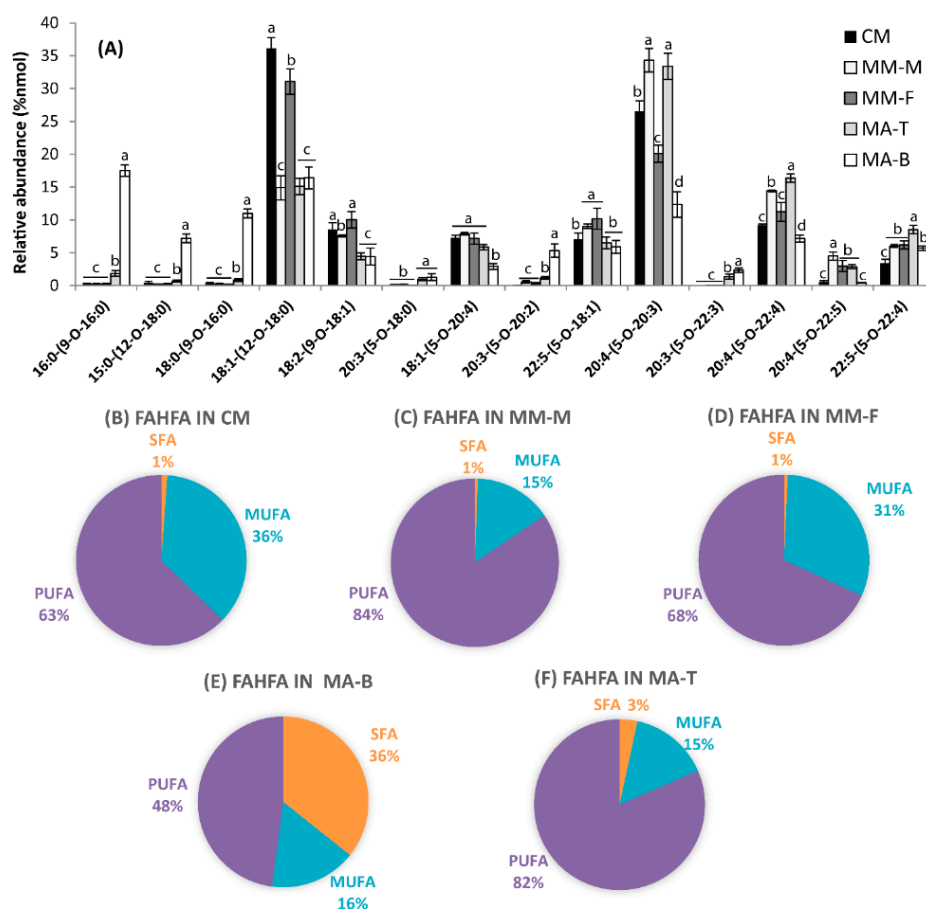 (A)
Relative abundance (%nmol)
40
35
30
25
20
15
10
5
0
CM
MM-M
MM-F
MA-T
MA-B
c b a
c b a
c b a
a c b c
a b a c
b a
a b
c b a
b a b
b a c a d
c a b
c b c a b
c a b c
c b a b
16:0-(9-O-16:0)
15:0-(12-O-18:0)
18:0-(9-O-16:0)
18:1-(12-O-18:0)
18:2-(9-O-18:1)
20:3-(5-O-18:0)
18:1-(5-O-20:4)
20:3-(5-O-20:2)
22:5-(5-O-18:1)
20:4-(5-O-20:3)
20:3-(5-O-22:3)
20:4-(5-O-22:4)
20:4-(5-O-22:5)
22:5-(5-O-22:4)
(B) FAHFA IN CM
SFA
1%
MUFA
36%
PUFA
63%
(C) FAHFA IN MM-M
SFA
1%
MUFA
15%
PUFA
84%
(D) FAHFA IN MM-F
SFA
1%
MUFA
31%
PUFA
68%
(E) FAHFA IN MA-B
SFA
36%
PUFA
48%
MUFA
16%
(F) FAHFA IN MA-T
SFA 3%
MUFA
15%
PUFA
82%